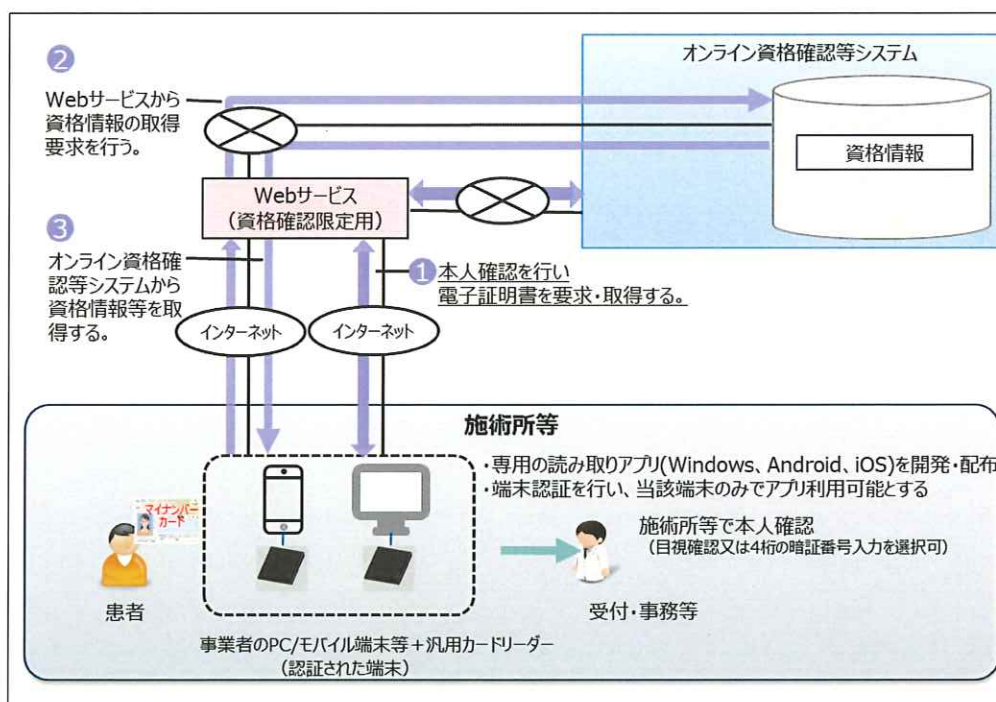 オンライン資格確認等システム
資格情報
❷
Webサービスから
資格情報の取得
要求を行う。
Webサービス
（資格確認限定用）
❸
オンライン資格確
認等システムから
資格情報等を取
得する。
❶本人確認を行い
電子証明書を要求・取得する。
インターネット
インターネット
施術所等
・専用の読み取りアプリ(Windows、Android、iOS)を開発・配布
・端末認証を行い、当該端末のみでアプリ利用可能とする
マイナンバー
カード
患者
施術所等で本人確認
（目視確認又は4桁の暗証番号入力を選択可）
受付・事務等
事業者のPC/モバイル端末等＋汎用カードリーダー
（認証された端末）